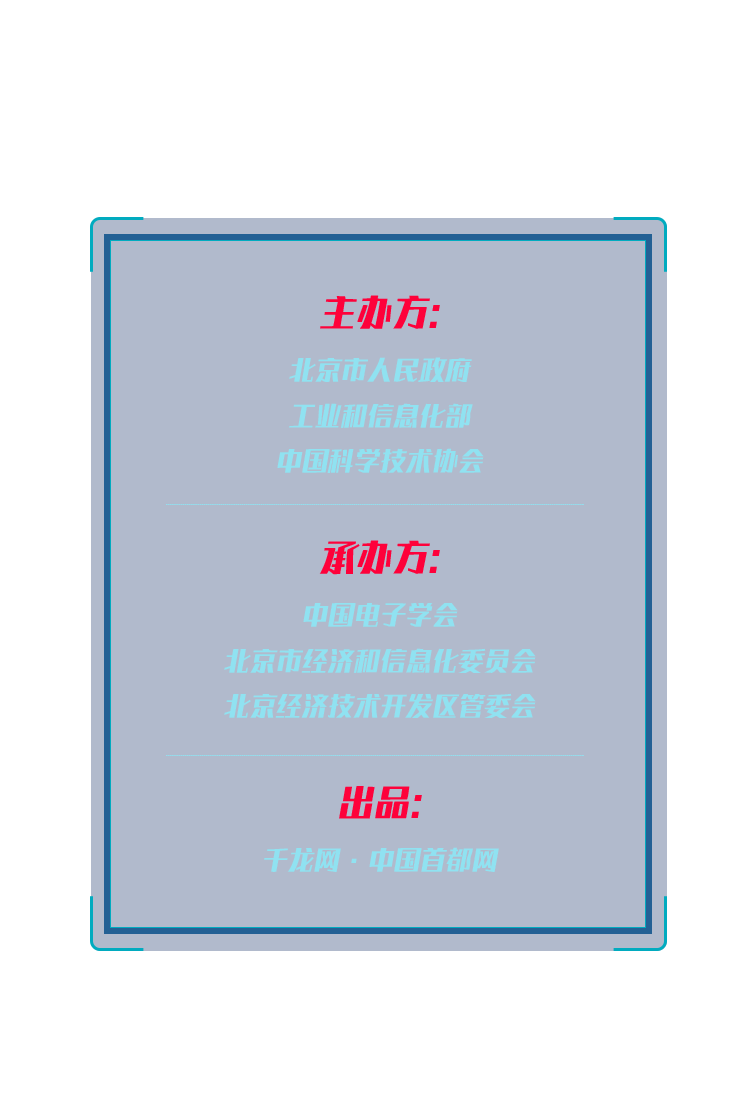 主办方:
北京市人民政府
工业和信息化部
中国科学技术协会
承办方:
中国电子学会
北京市经济和信息化委员会
北京经济技术开发区管委会
出品:
千龙网·中国首都网